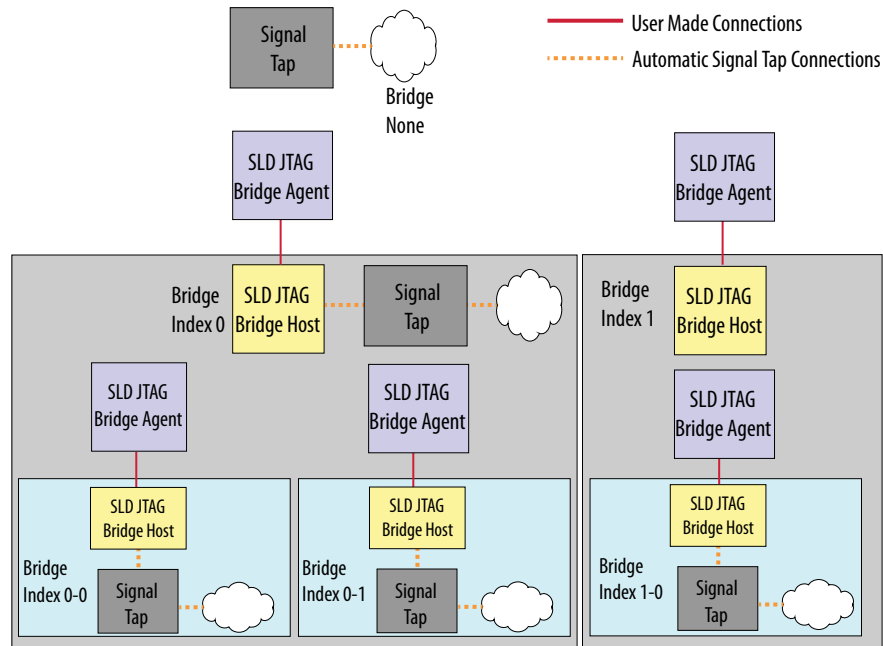 Signal
Tap
Bridge
None
User Made Connections
Automatic Signal Tap Connections
SLD JTAG
Bridge Agent
SLD JTAG
Bridge Agent
Bridge
Index 0
SLD JTAG
Bridge Host
Signal
Tap
Bridge
Index 1
SLD JTAG
Bridge Host
SLD JTAG
Bridge Agent
SLD JTAG
Bridge Agent
SLD JTAG
Bridge Agent
SLD JTAG
Bridge Host
Bridge
Index 0-0
Signal
Tap
SLD JTAG
Bridge Host
Bridge
Index 0-1
Signal
Tap
SLD JTAG
Bridge Host
Bridge
Index 1-0
Signal
Tap